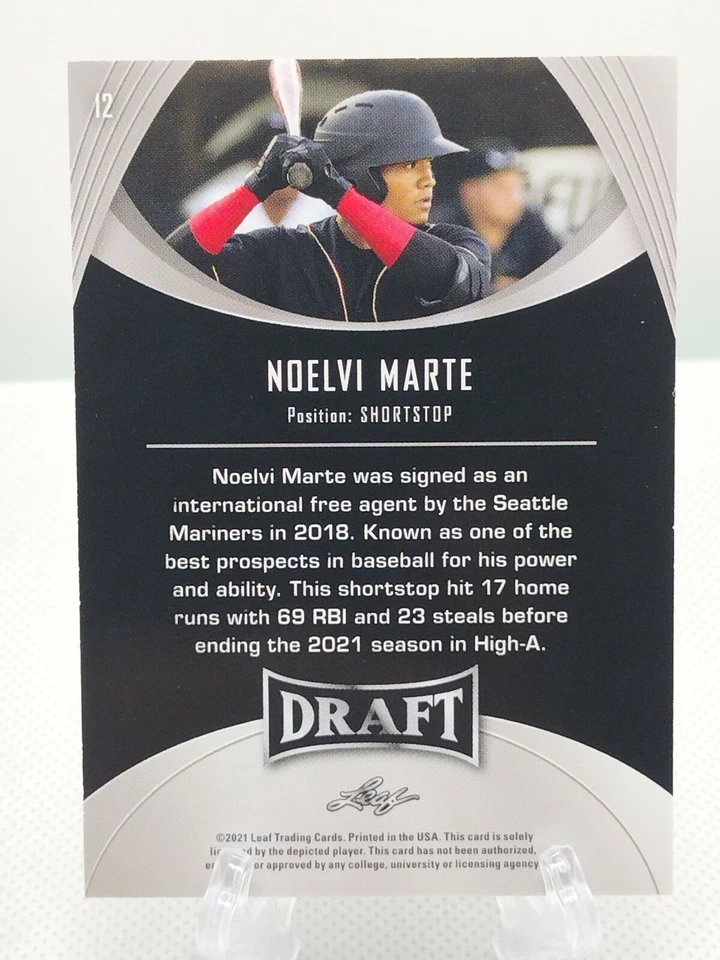 12
NOELVI MARTE
Position: SHORTSTOP
Noelvi Marte was signed as an
international free agent by the Seattle
Mariners in 2018. Known as one of the
best prospects in baseball for his power
and ability. This shortstop hit 17 home
runs with 69 RBI and 23 steals before
ending the 2021 season in High-A.
DRAFT
Leaf
©2021 Leaf Trading Cards. Printed in the USA. This card is solely
by the depicted player. This card has not been authorized,
or approved by any college, university or licensing agency